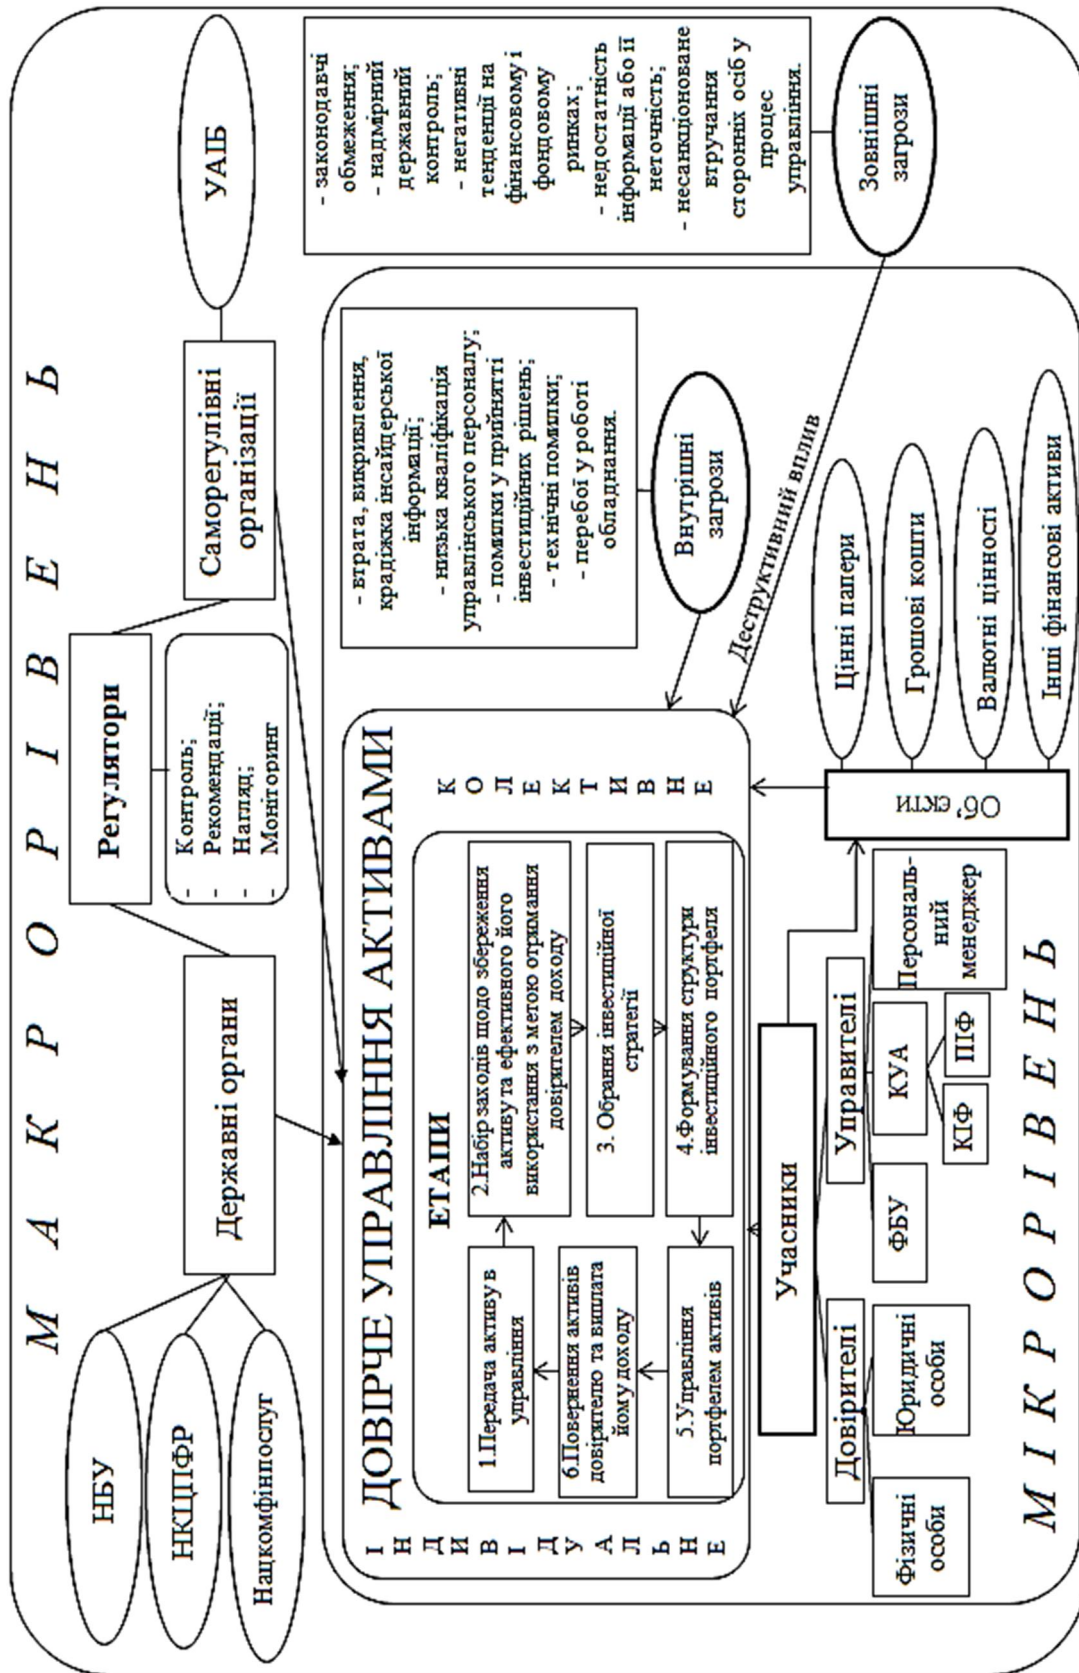 МАКРОРІВЕНЬ
Регулятори
- Контроль;
- Рекомендації;
- Нагляд;
- Моніторинг
Державні органи
НБУ
НКЦПФР
Нацкомфінпослуг
Саморегулівні
організації
УАІБ
ДОВІРЧЕ УПРАВЛІННЯ АКТИВАМИ
ІНДИВІДУАЛЬНЕ
КОЛЕКТИВНЕ
ЕТАПИ
1.Передача активу в
управління
2.Набір заходів щодо збереження
активу та ефективного його
використання з метою отримання
довірителем доходу
3. Обрання інвестиційної
стратегії
4.Формування структури
інвестиційного портфеля
5.Управління
портфелем активів
6.Повернення активів
довірителю та виплата
йому доходу
- втрата, викривлення,
крадіжка інсайдерської
інформації;
- низька кваліфікація
управлінського персоналу;
- помилки у прийнятті
інвестиційних рішень;
- технічні помилки;
- перебої у роботі
обладнання.
Внутрішні
загрози
- законодавчі
обмеження;
- надмірний
державний
контроль;
- негативні
тенденції на
фінансовому і
фондовому
ринках;
- недостатність
інформації або її
неточність;
- несанкціоноване
втручання
сторонніх осіб у
процес
управління.
Зовнішні
загрози
Деструктивний вплив
Учасники
Довірителі
Фізичні
особи
Юридичні
особи
Управителі
ФБУ
КУА
КІФ
ПІФ
Персональ-
ний
менеджер
Об'єкти
Цінні папери
Грошові кошти
Валютні цінності
Інші фінансові активи
МІКРОРІВЕНЬ